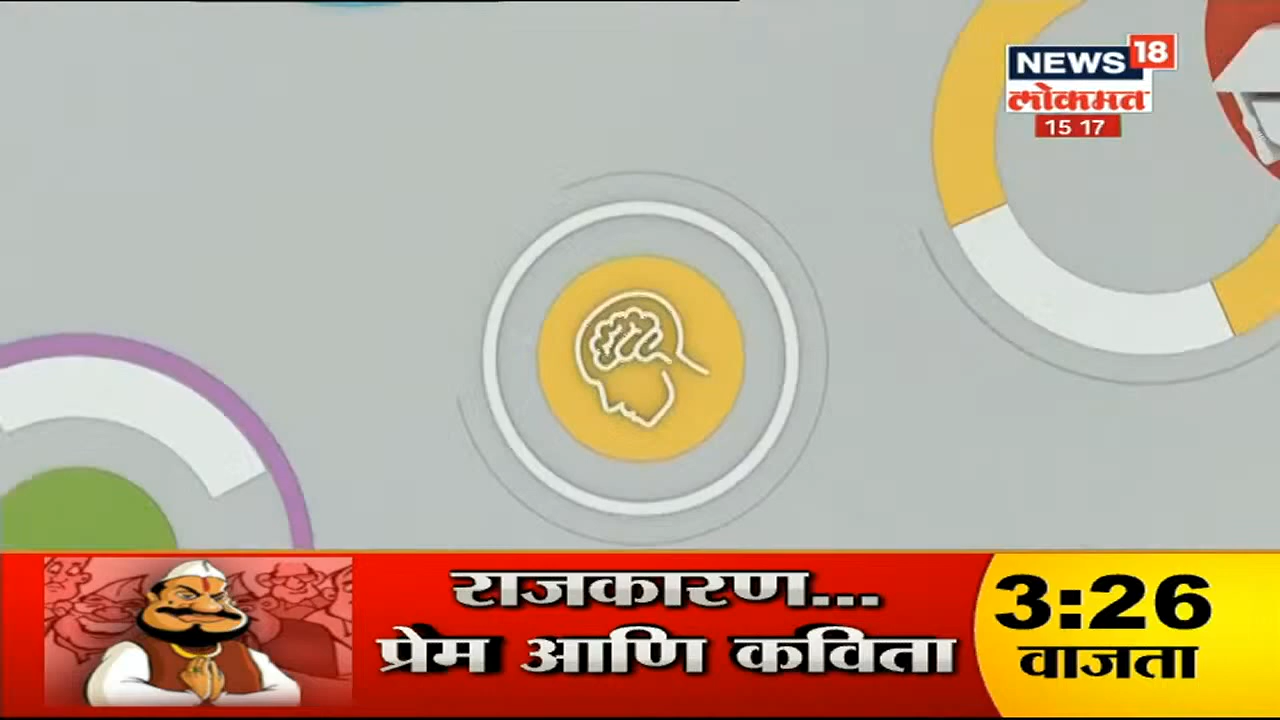 NEWS 18
लोकमत
15 17
राजकारण...
प्रेम आणि कविता
3:26
वाजता